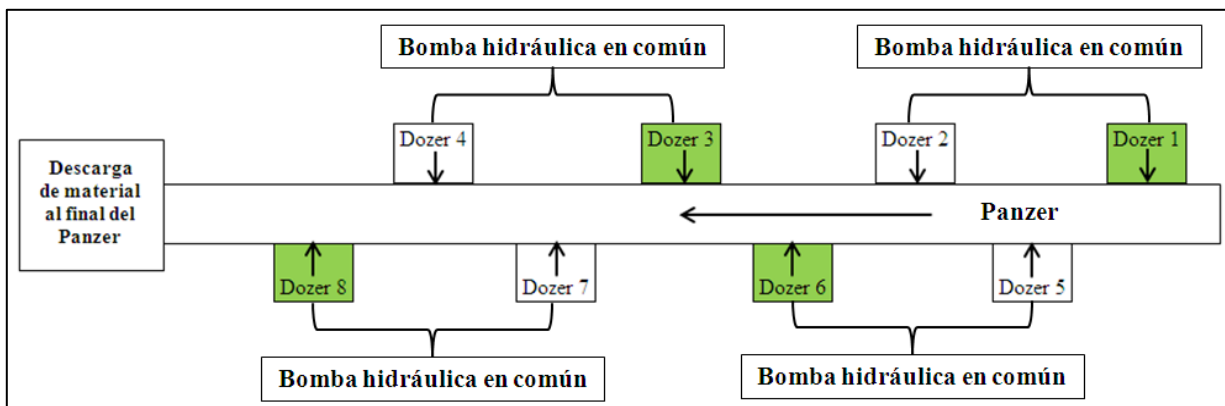 Bomba hidráulica en común
Bomba hidráulica en común
Dozer 4
Dozer 3
Dozer 2
Dozer 1
Descarga
de material
al final del
Panzer
Panzer
Dozer 8
Dozer 7
Dozer 6
Dozer 5
Bomba hidráulica en común
Bomba hidráulica en común